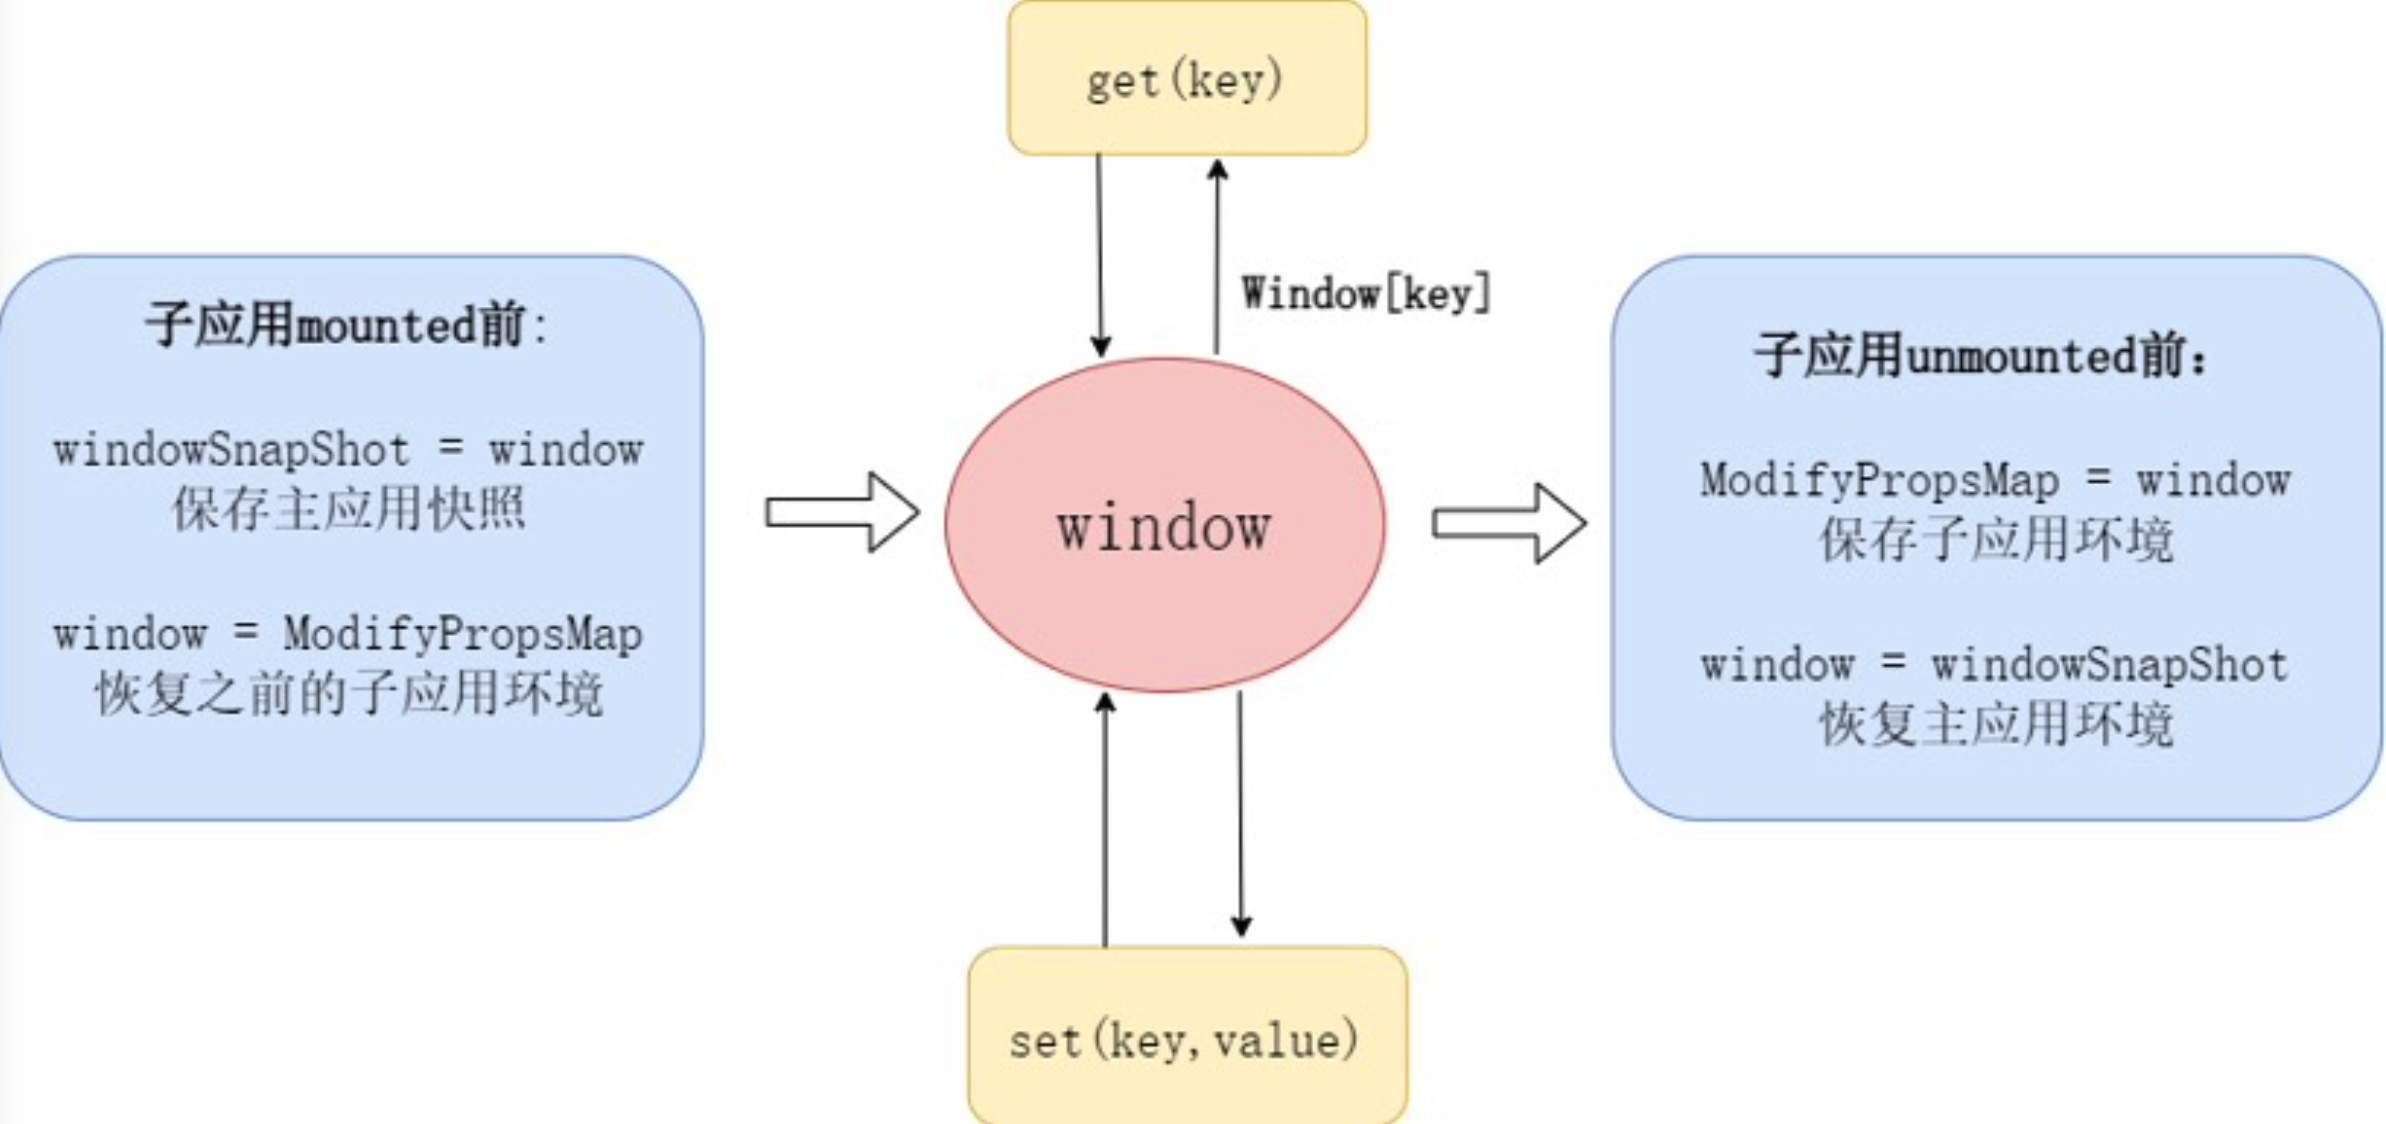 get(key)
Window[key]
子应用mounted前:
windowSnapShot = window
保存主应用快照
window = ModifyPropsMap
恢复之前的子应用环境
window
子应用unmounted前：
ModifyPropsMap = window
保存子应用环境
window = windowSnapShot
恢复主应用环境
set(key,value)